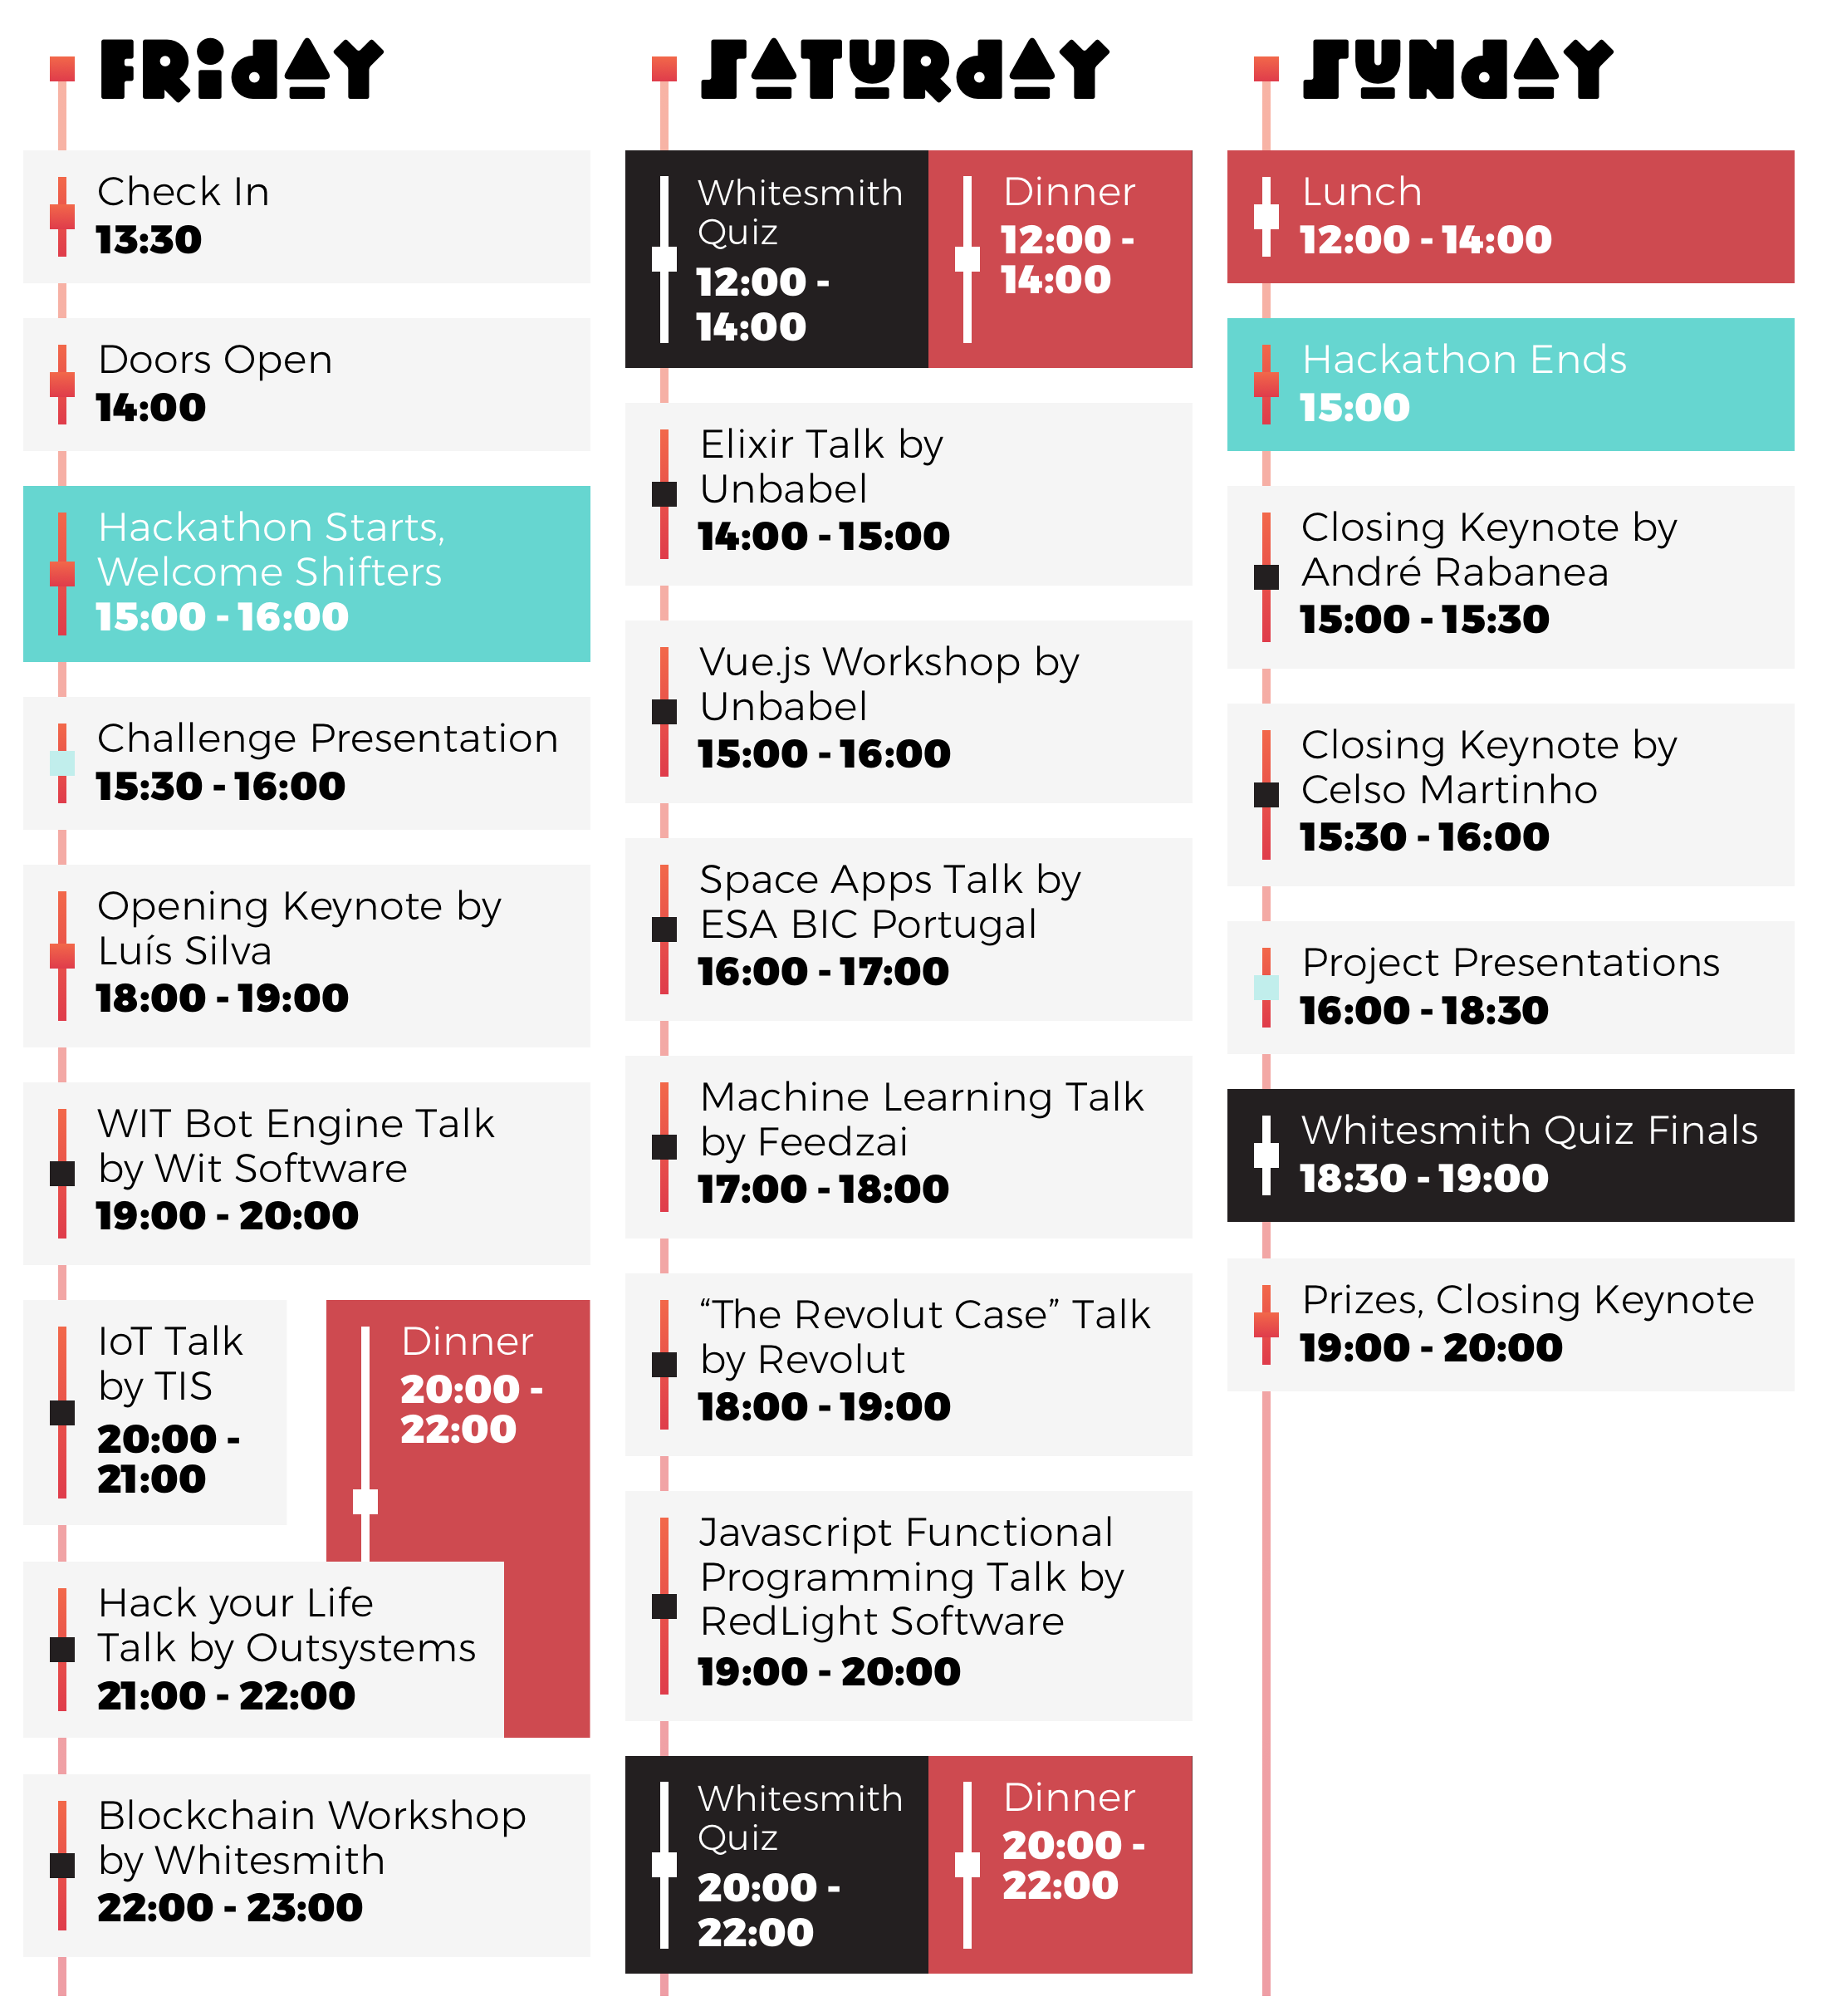 FRiDAY
Check In
13:30
Doors Open
14:00
Hackathon Starts,
Welcome Shifters
15:00 - 16:00
Challenge Presentation
15:30 - 16:00
Opening Keynote by
Luís Silva
18:00 - 19:00
WIT Bot Engine Talk
by Wit Software
19:00 - 20:00
IoT Talk
by TIS
20:00 -
21:00
Dinner
20:00 -
22:00
Hack your Life
Talk by Outsystems
21:00 - 22:00
Blockchain Workshop
by Whitesmith
22:00 - 23:00
SATURDAY
Whitesmith
Quiz
12:00 -
14:00
Dinner
12:00 -
14:00
Elixir Talk by
Unbabel
14:00 - 15:00
Vue.js Workshop by
Unbabel
15:00 - 16:00
Space Apps Talk by
ESA BIC Portugal
16:00 - 17:00
Machine Learning Talk
by Feedzai
17:00 - 18:00
“The Revolut Case” Talk
by Revolut
18:00 - 19:00
Javascript Functional
Programming Talk by
RedLight Software
19:00 - 20:00
Whitesmith
Quiz
20:00 -
22:00
Dinner
20:00 -
22:00
SUNDAY
Lunch
12:00 - 14:00
Hackathon Ends
15:00
Closing Keynote by
André Rabanea
15:00 - 15:30
Closing Keynote by
Celso Martinho
15:30 - 16:00
Project Presentations
16:00 - 18:30
Whitesmith Quiz Finals
18:30 - 19:00
Prizes, Closing Keynote
19:00 - 20:00